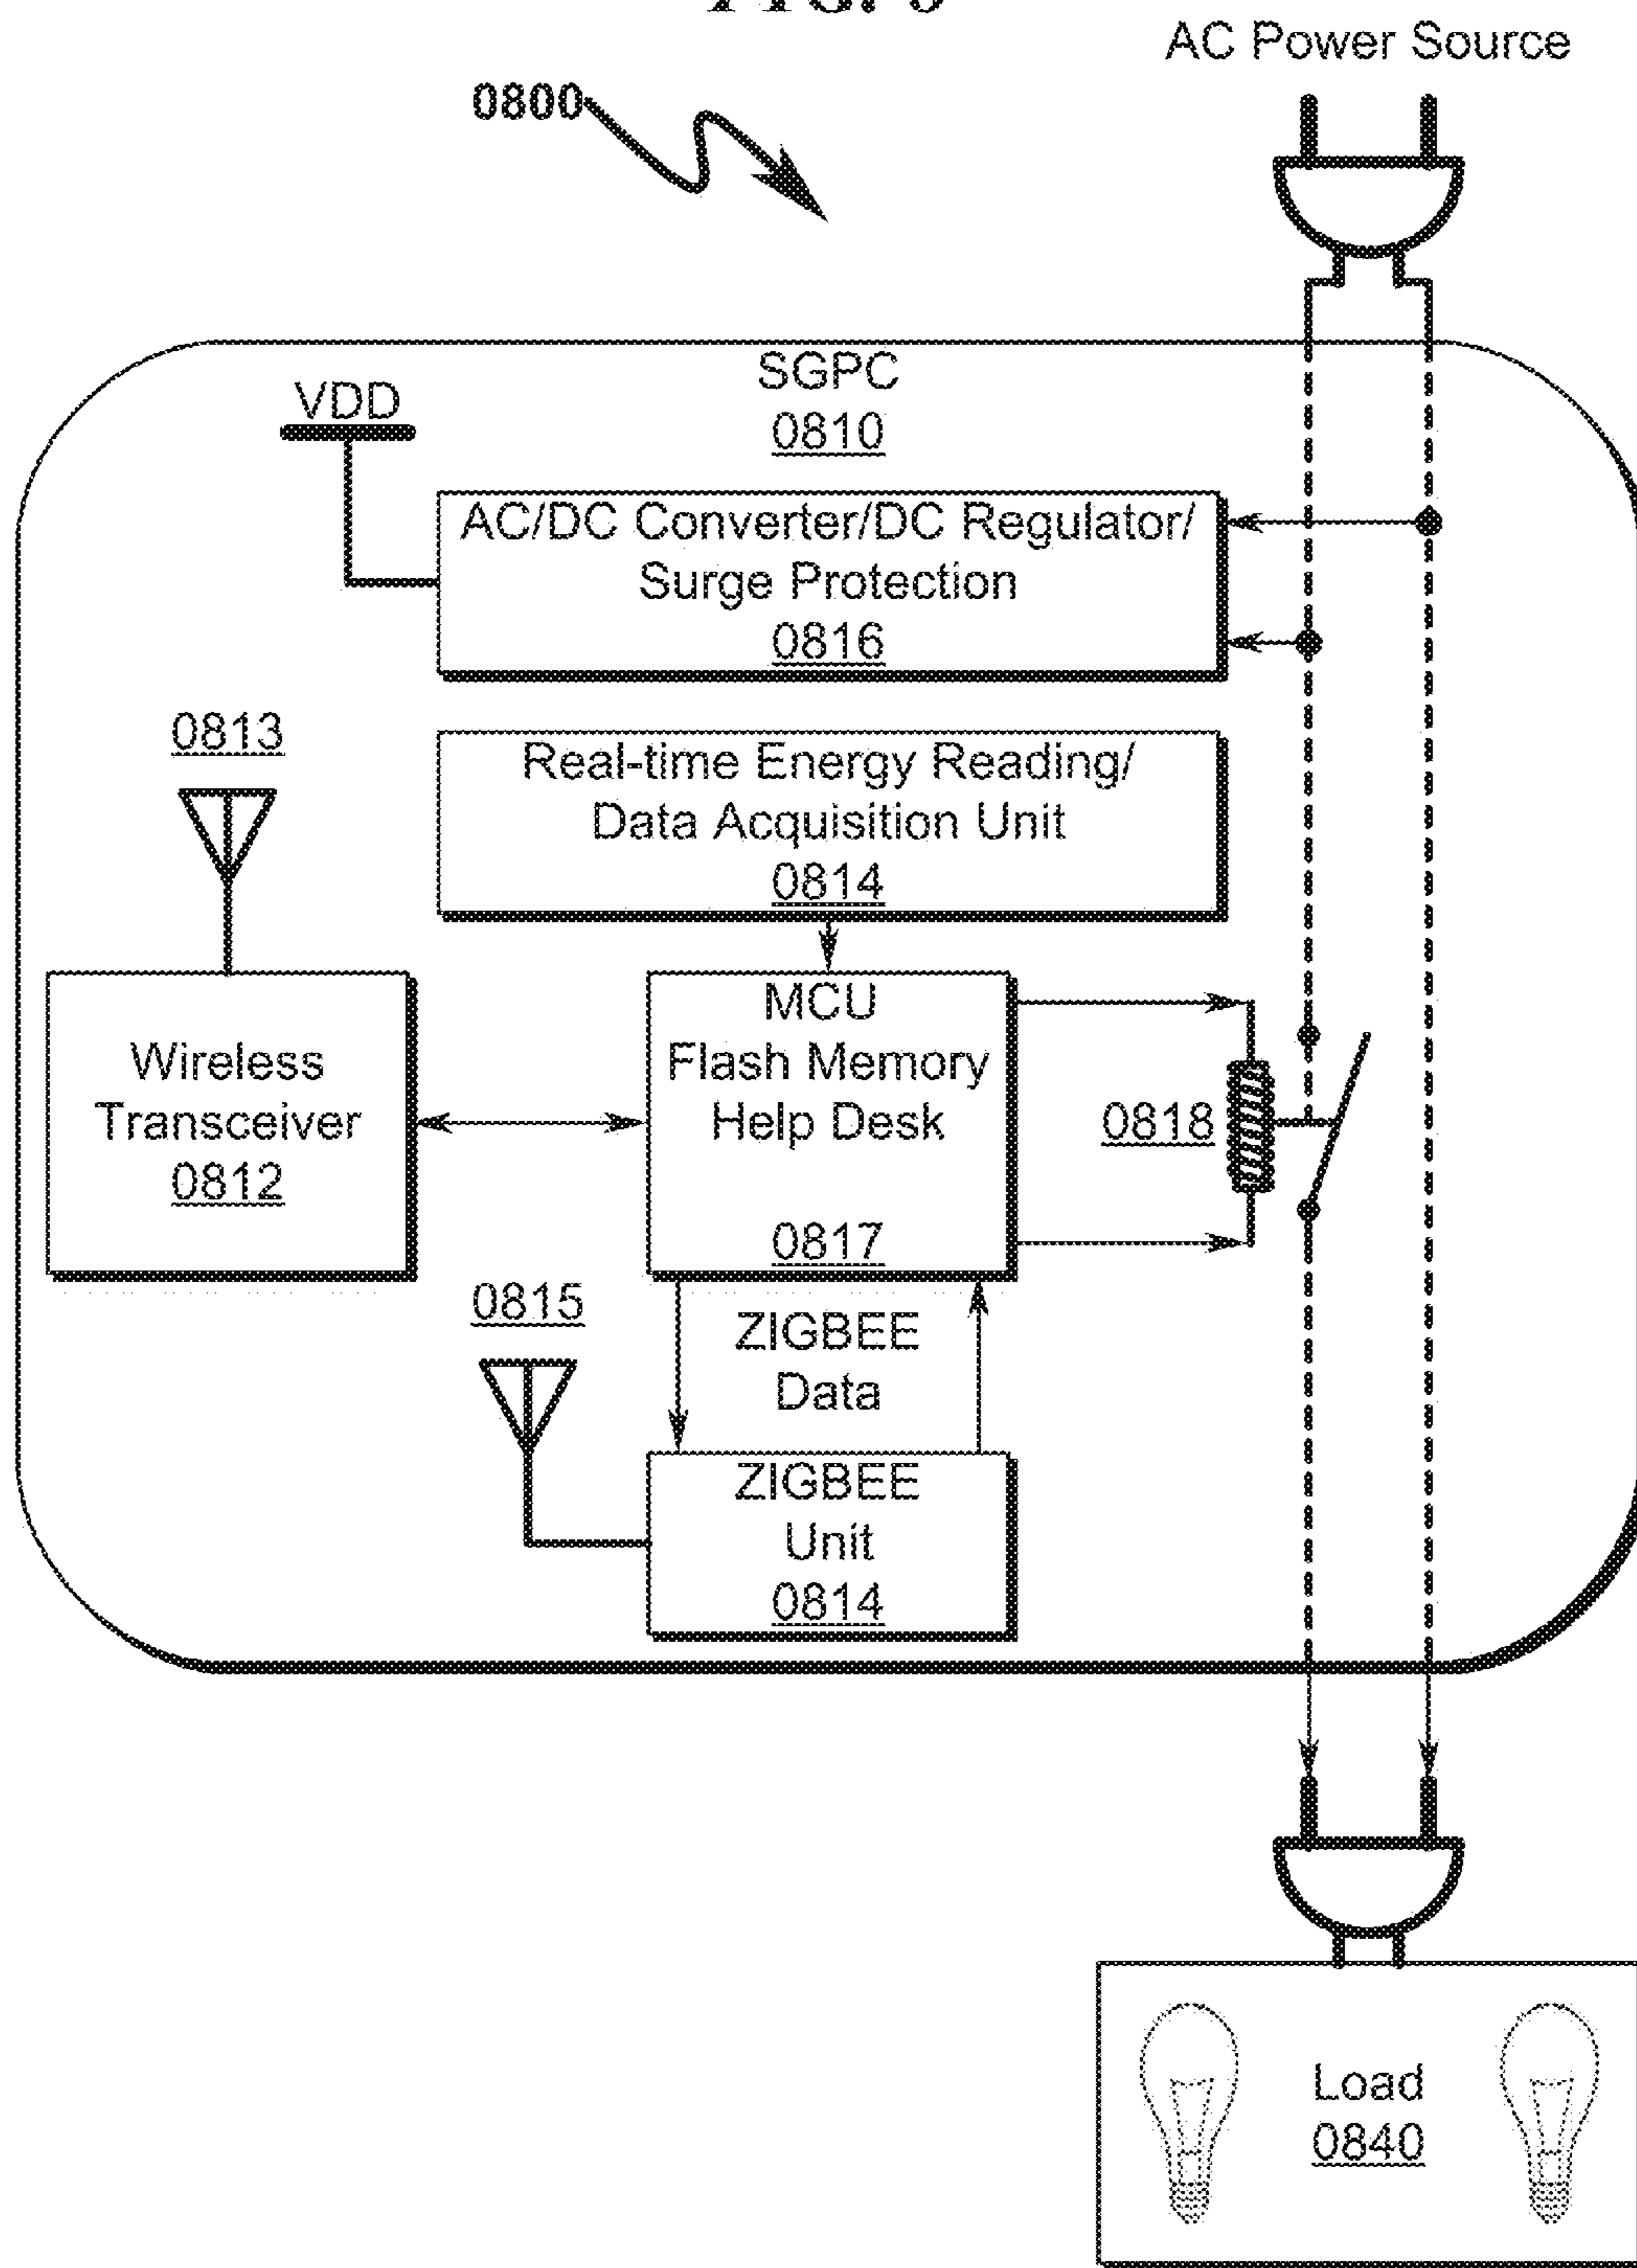 AC Power Source
0800
SGPC
0810
VDD
AC/DC Converter/DC Regulator/
Surge Protection
0816
0813
Real-time Energy Reading/
Data Acquisition Unit
0814
Wireless
Transceiver
0812
MCU
Flash Memory
Help Desk
0817
0818
0815
ZIGBEE
Data
ZIGBEE
Unit
0814
Load
0840